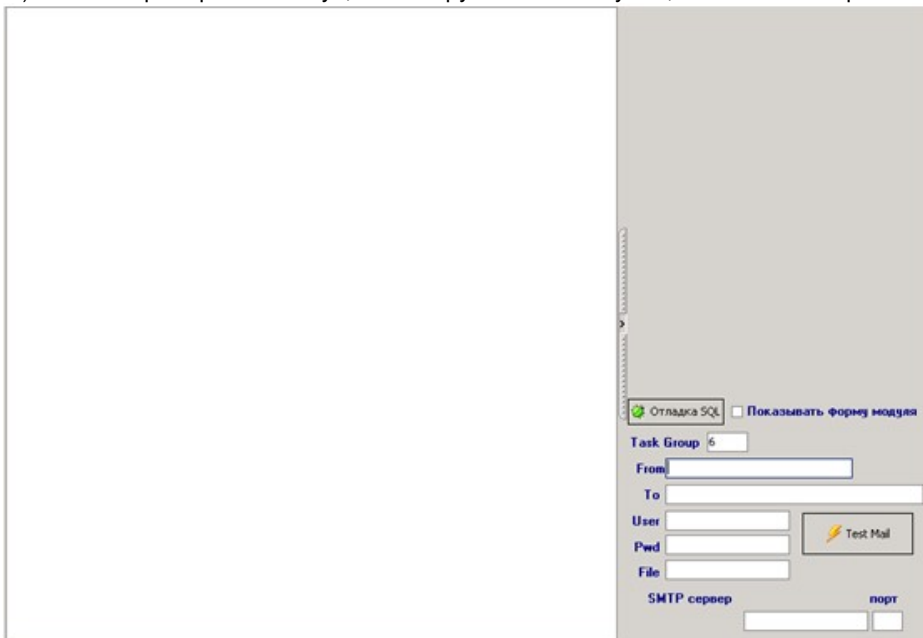 Отладка SQL Показывать форму модуля
Task Group 6
From
To
User
Test Mail
Pwd
File
SMTP сервер порт